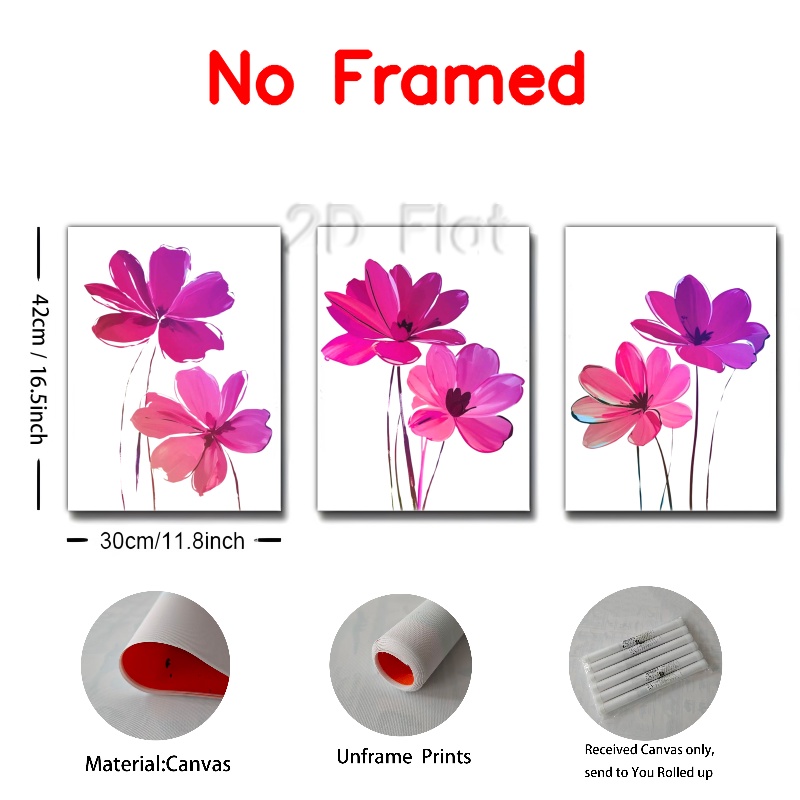 No Framed
2D Flat
42cm / 16.5inch
30cm/11.8inch
Material:Canvas
Unframe Prints
Received Canvas only,
send to You Rolled up